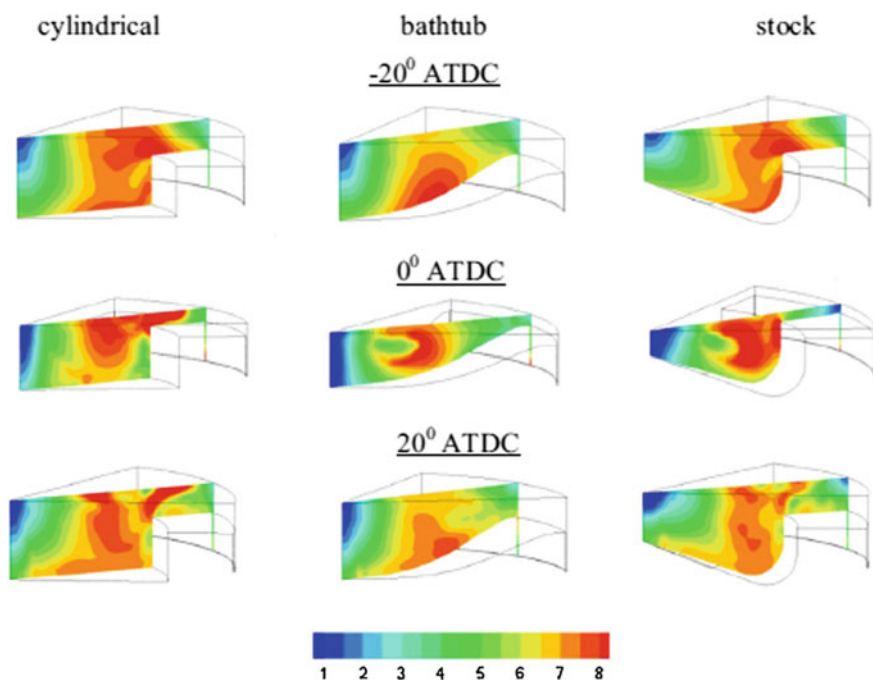 cylindrical bathtub stock
-20⁰ ATDC
0⁰ ATDC
20⁰ ATDC
1 2 3 4 5 6 7 8